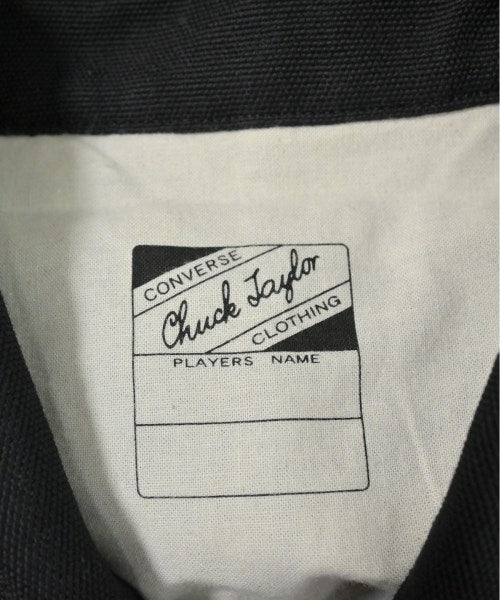 CONVERSE
Chuck Taylor
CLOTHING
PLAYERS NAME